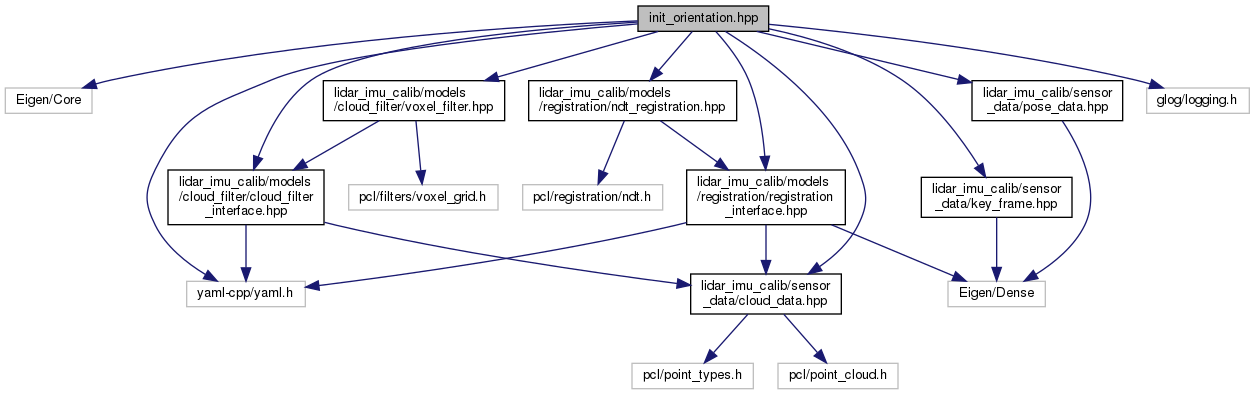 init_orientation.hpp
Eigen/Core
lidar_imu_calib/models
/cloud_filter/voxel_filter.hpp
lidar_imu_calib/models
/registration/ndt_registration.hpp
lidar_imu_calib/sensor
_data/pose_data.hpp
glog/logging.h
lidar_imu_calib/models
/cloud_filter/cloud_filter
_interface.hpp
pcl/filters/voxel_grid.h
pcl/registration/ndt.h
lidar_imu_calib/models
/registration/registration
_interface.hpp
lidar_imu_calib/sensor
_data/key_frame.hpp
yaml-cpp/yaml.h
lidar_imu_calib/sensor
_data/cloud_data.hpp
Eigen/Dense
pcl/point_types.h
pcl/point_cloud.h